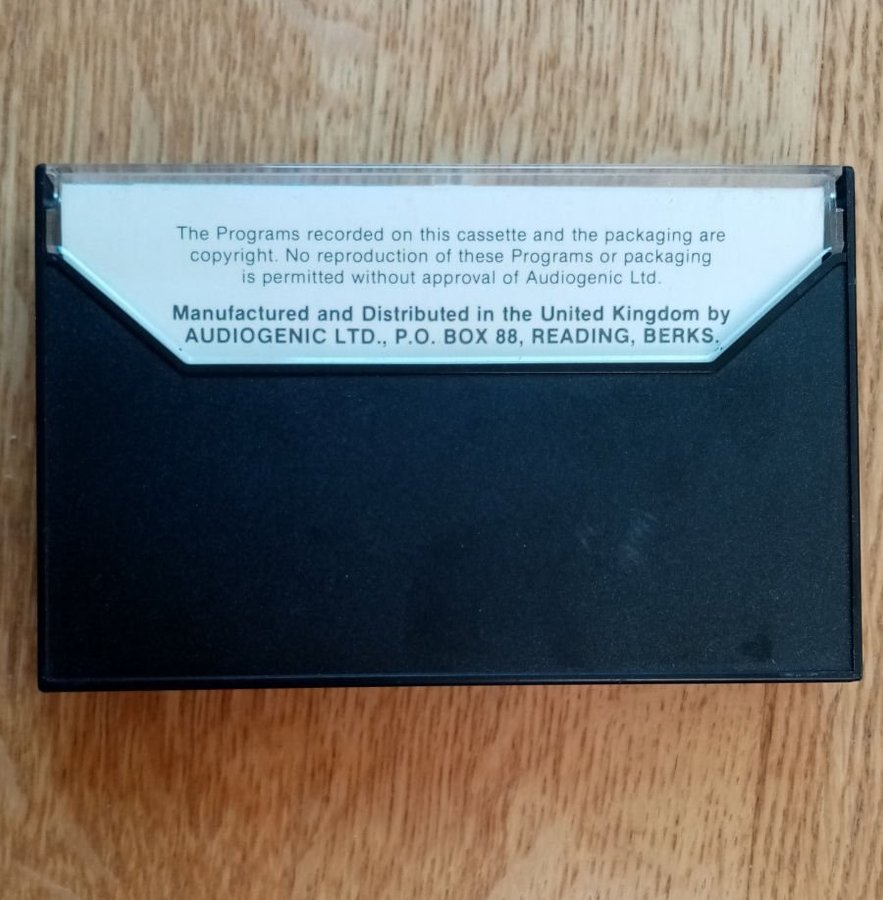 The Programs recorded on this cassette and the packaging are
copyright. No reproduction of these Programs or packaging
is permitted without approval of Audiogenic Ltd.
Manufactured and Distributed in the United Kingdom by
AUDIOGENIC LTD., P.O. BOX 88, READING, BERKS.